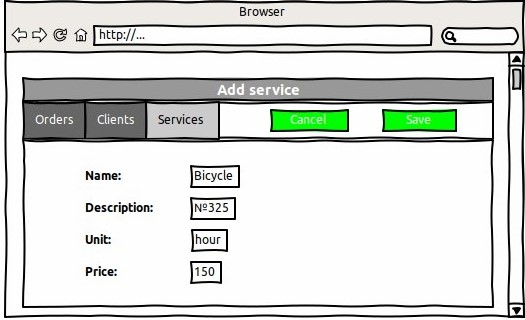 Browser
http://...
Add service
Orders Clients Services Cancel Save
Name: Bicycle
Description: №325
Unit: hour
Price: 150